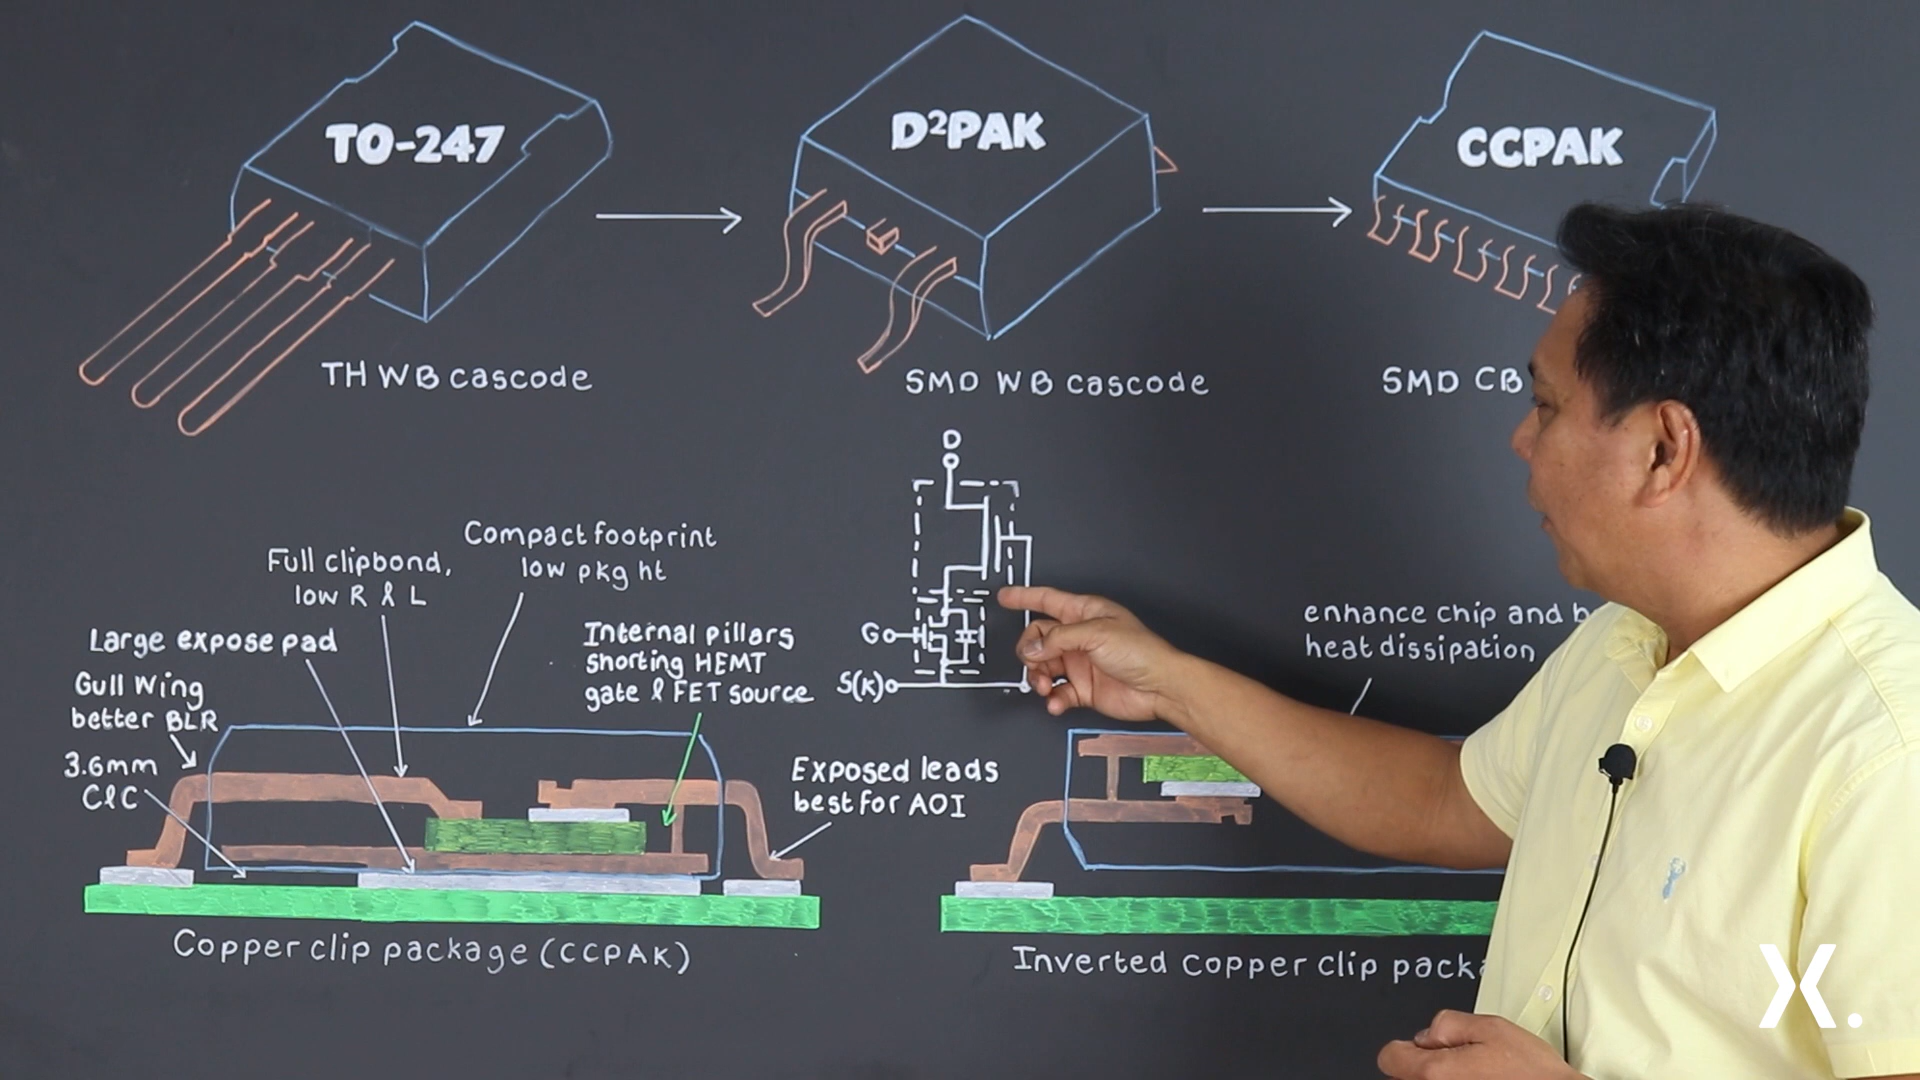 TO-247
D²PAK
CCPAK
TH WB cascode
SMD WB cascode
SMD CB
D
G
S(K)
Compact footprint
low pkg ht
Full clipbond,
low R & L
Large expose pad
Gull Wing
better BLR
3.6mm
C&C
Internal pillars
shorting HEMT
gate & FET source
Exposed leads
best for AOI
enhance chip and
heat dissipation
Copper clip package (CCPAK)
Inverted copper clip
X.